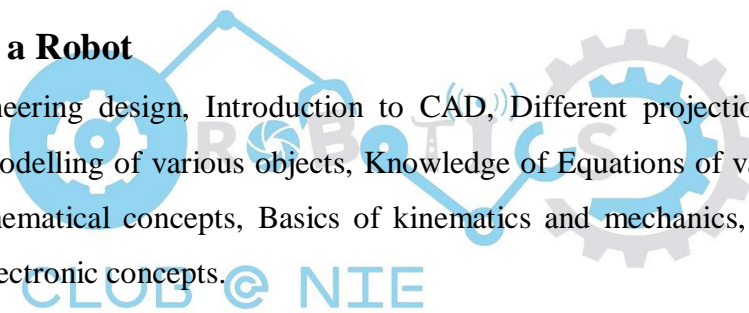 a Robot
neering design, Introduction to CAD, Different projectio
odelling of various objects, Knowledge of Equations of va
hematical concepts, Basics of kinematics and mechanics,
ectronic concepts.
ROBOTICS
CLUB @ NIE